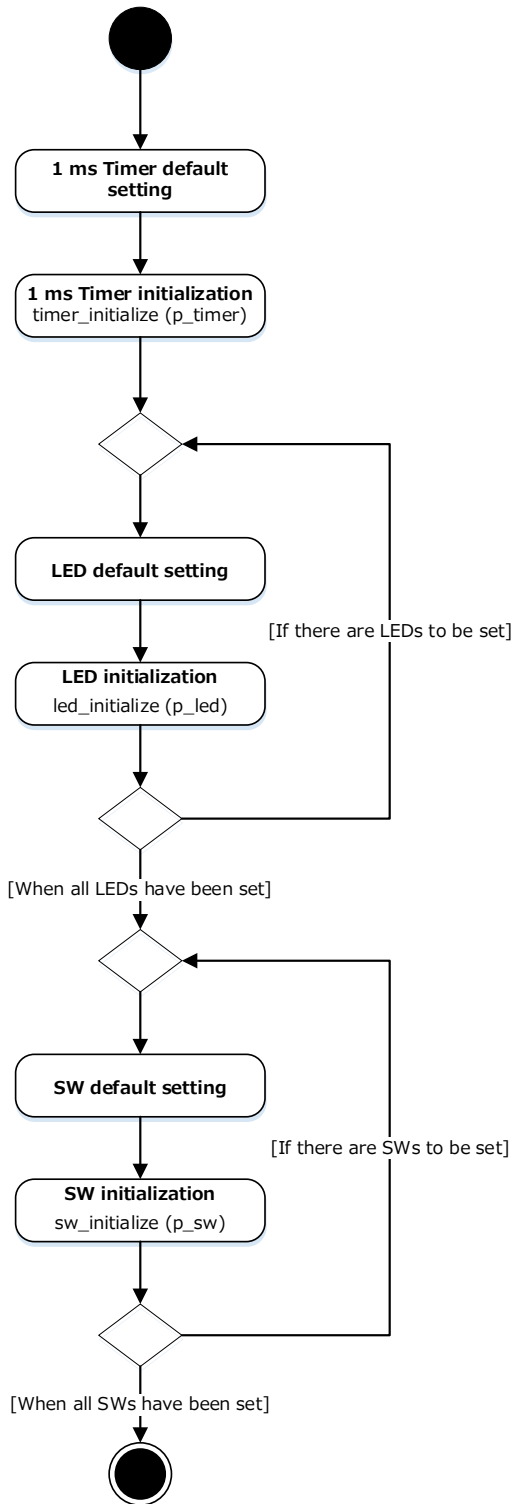 1 ms Timer default
setting
1 ms Timer initialization
timer_initialize (p_timer)
LED default setting
[If there are LEDs to be set]
LED initialization
led_initialize (p_led)
[When all LEDs have been set]
SW default setting
[If there are SWs to be set]
SW initialization
sw_initialize (p_sw)
[When all SWs have been set]